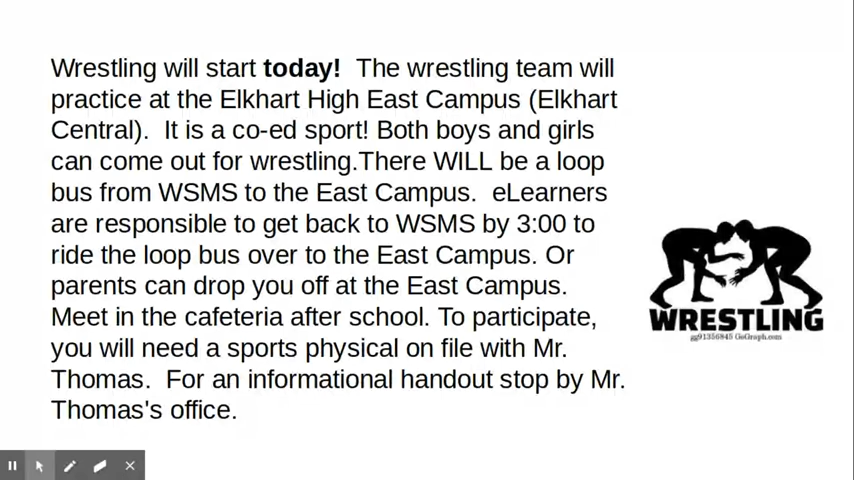 Wrestling will start today!  The wrestling team will
practice at the Elkhart High East Campus (Elkhart
Central).  It is a co-ed sport! Both boys and girls
can come out for wrestling.There WILL be a loop
bus from WSMS to the East Campus.  eLearners
are responsible to get back to WSMS by 3:00 to
ride the loop bus over to the East Campus. Or
parents can drop you off at the East Campus.
Meet in the cafeteria after school. To participate,
you will need a sports physical on file with Mr.
Thomas.  For an informational handout stop by Mr.
Thomas's office.
WRESTLING
gg91356845 GoGraph.com